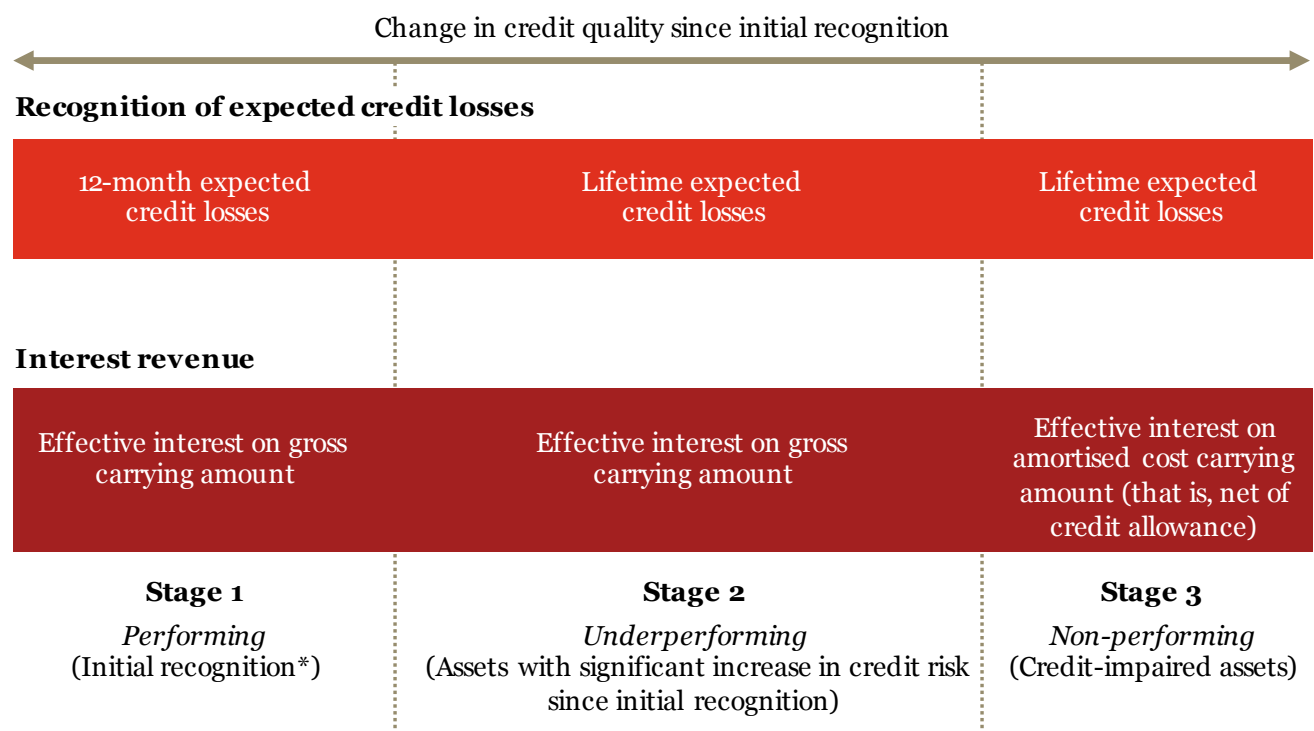 Change in credit quality since initial recognition
Recognition of expected credit losses
12-month expected
credit losses
Lifetime expected
credit losses
Lifetime expected
credit losses
Interest revenue
Effective interest on gross
carrying amount
Effective interest on gross
carrying amount
Effective interest on
amortised cost carrying
amount (that is, net of
credit allowance)
Stage 1
Performing
(Initial recognition*)
Stage 2
Underperforming
(Assets with significant increase in credit risk
since initial recognition)
Stage 3
Non-performing
(Credit-impaired assets)